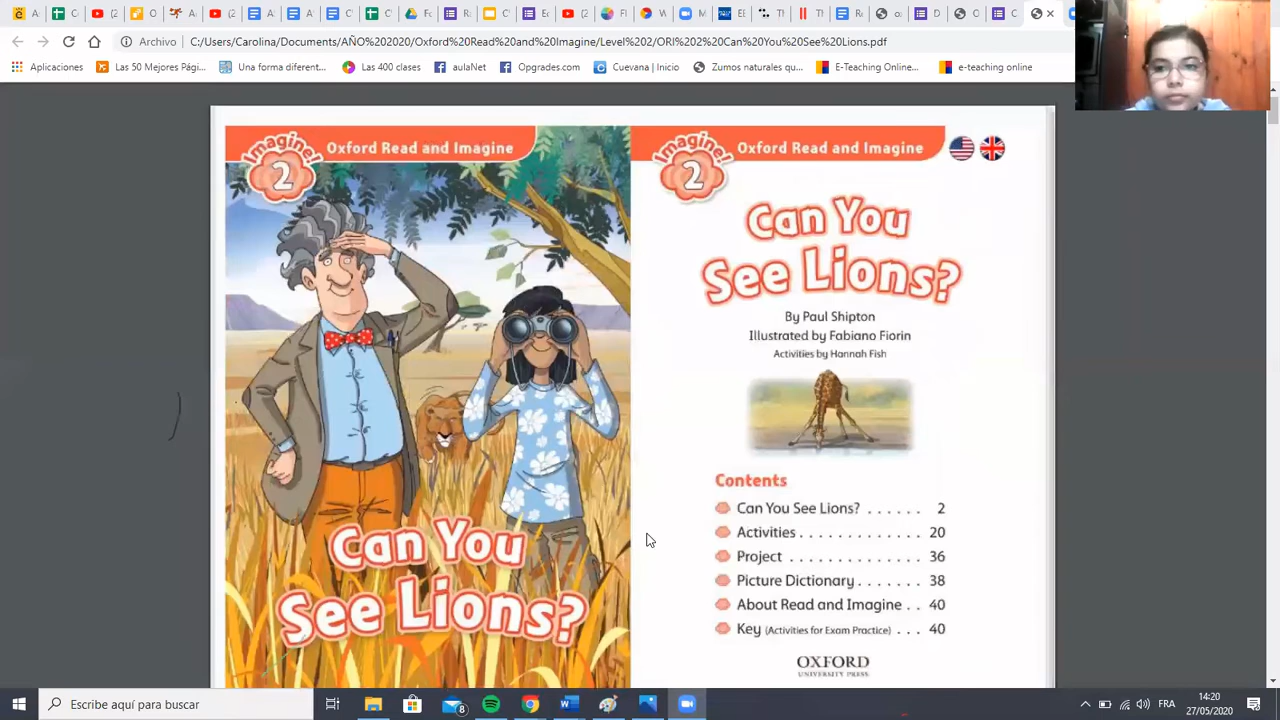 Archivo
C:/Users/Carolina/Documents/AÑO%202020/Oxford%20Read%20and%20Imagine/Level%202/ORI%202%20Can%20You%20See%20Lions.pdf
Aplicaciones
Las 50 Mejores Pági...
Una forma diferent...
Las 400 clases
aulaNet
Opgrades.com
Cuevana | Inicio
Zumos naturales qu...
E-Teaching Online...
e-teaching online
Imagine!
2
Oxford Read and Imagine
Can You
See Lions?
Imagine!
2
Oxford Read and Imagine
Can You
See Lions?
By Paul Shipton
Illustrated by Fabiano Fiorin
Activities by Hannah Fish
Contents
Can You See Lions? . . . . . . 2
Activities . . . . . . . . . . . . . 20
Project . . . . . . . . . . . . . . 36
Picture Dictionary . . . . . . . 38
About Read and Imagine . . 40
Key (Activities for Exam Practice) . . . 40
OXFORD
UNIVERSITY PRESS
Escribe aquí para buscar
8
FRA
14:20
27/05/2020